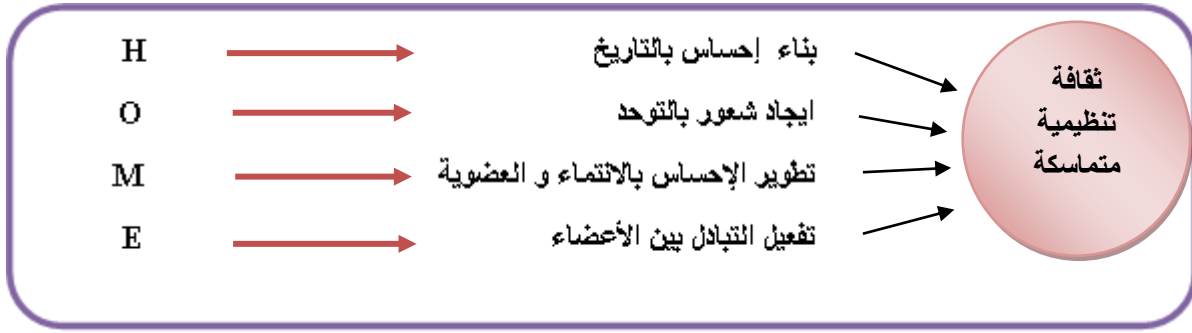 H بناء إحساس بالتاريخ
O ايجاد شعور بالتوحد
M تطوير الإحساس بالانتماء و العضوية
E تفعيل التبادل بين الأعضاء
ثقافة
تنظيمية
متماسكة